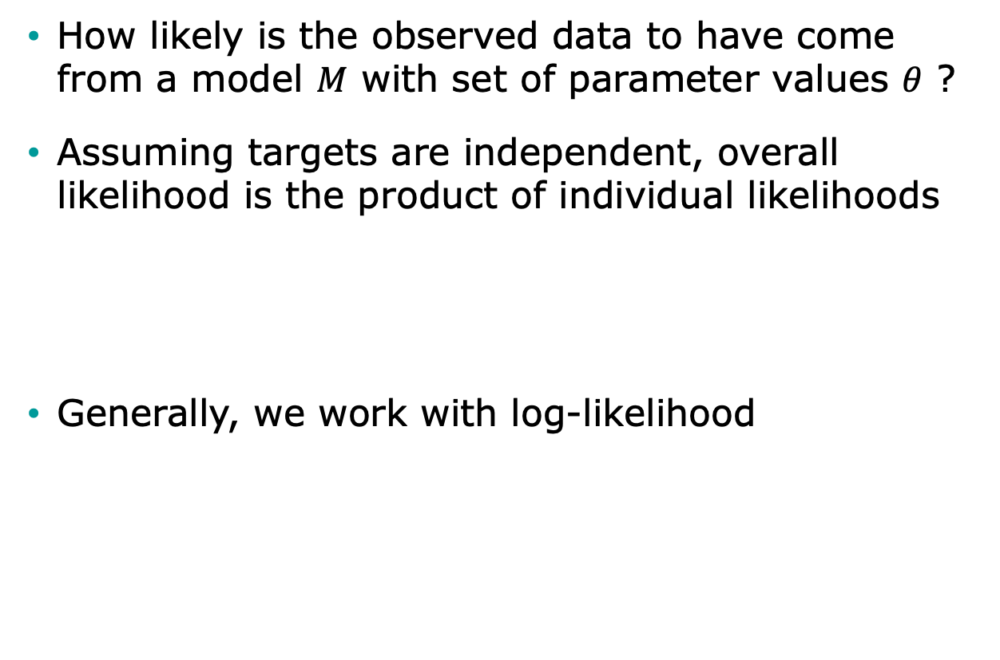 • How likely is the observed data to have come
from a model M with set of parameter values θ ?
• Assuming targets are independent, overall
likelihood is the product of individual likelihoods
• Generally, we work with log-likelihood